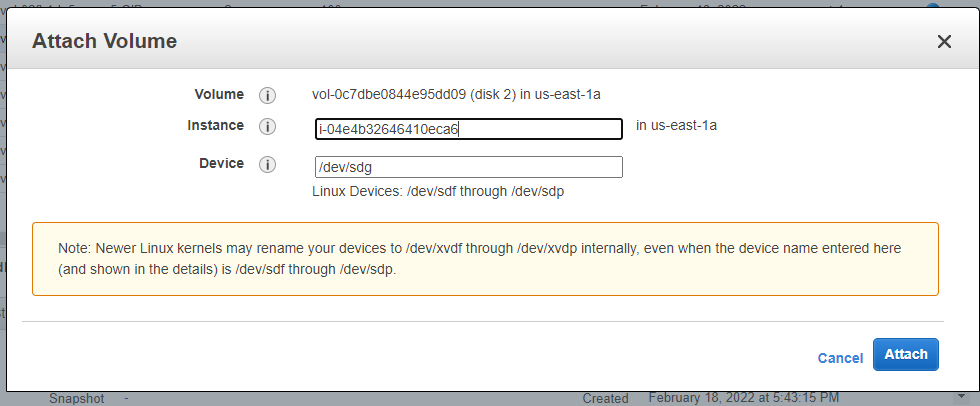 Attach Volume
Volume i vol-0c7dbe0844e95dd09 (disk 2) in us-east-1a
Instance i i-04e4b32646410eca6 in us-east-1a
Device i /dev/sdg
Linux Devices: /dev/sdf through /dev/sdp
Note: Newer Linux kernels may rename your devices to /dev/xvdf through /dev/xvdp internally, even when the device name entered here
(and shown in the details) is /dev/sdf through /dev/sdp.
Cancel Attach
Snapshot - Created February 18, 2022 at 5:43:15 PM